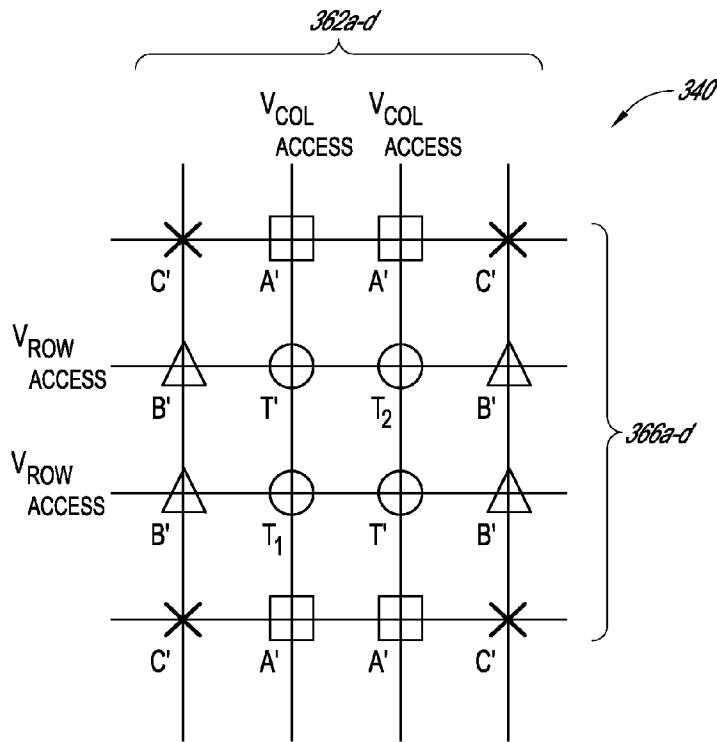 362a-d
340
V_COL ACCESS V_COL ACCESS
C' A' A' C'
V_ROW ACCESS
B' T' T_2 B'
366a-d
V_ROW ACCESS
B' T_1 T' B'
C' A' A' C'